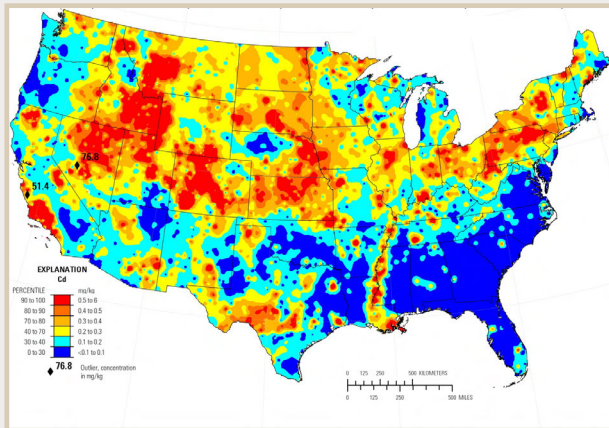 76.8
51.4
EXPLANATION
Cd
PERCENTILE mg/kg
90 to 100 0.5 to 6
80 to 90 0.4 to 0.5
70 to 80 0.3 to 0.4
40 to 70 0.2 to 0.3
30 to 40 0.1 to 0.2
0 to 30 <0.1 to 0.1
76.8 Outlier, concentration
in mg/kg
0 125 250 500 KILOMETERS
0 125 250 500 MILES